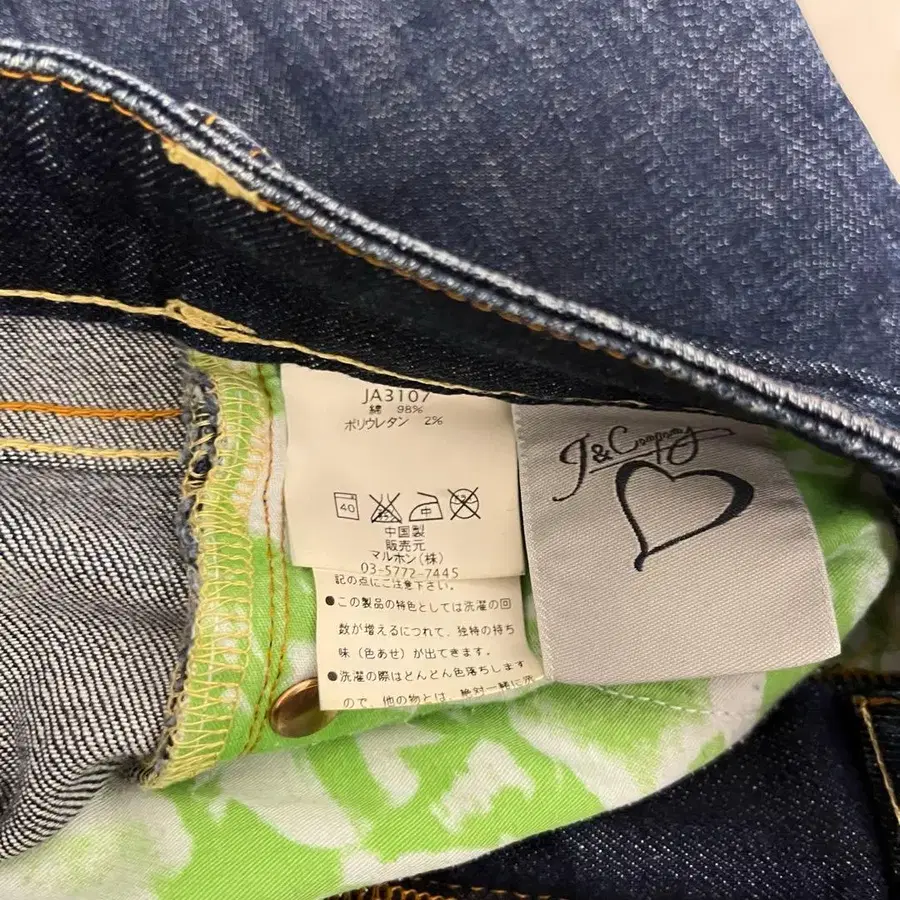 JA3107
綿 98%
ポリウレタン 2%
40
中国製
販売元
マルホン(株)
03-5772-7445
記の点にご注意下さい。
●この製品の特色としては洗濯の回
数が増えるにつれて、独特の持ち
味(色あせ)が出てきます。
●洗濯の際はどんどん色落ちします
ので、他の物とは、絶対一緒に洗
J&Company